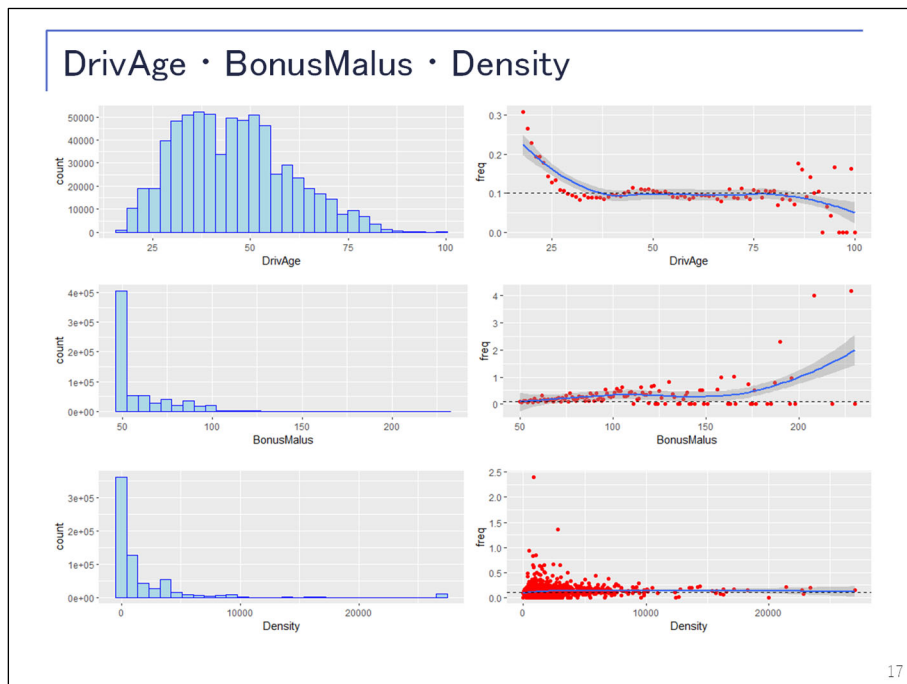 DrivAge・BonusMalus・Density
50000
40000
30000
20000
10000
0
count
25
50
75
100
DrivAge
0.3
0.2
0.1
0.0
freq
25
50
75
100
DrivAge
4e+05
3e+05
2e+05
1e+05
0e+00
count
50
100
150
200
BonusMalus
4
3
2
1
0
freq
50
100
150
200
BonusMalus
3e+05
2e+05
1e+05
0e+00
count
0
10000
20000
Density
2.5
2.0
1.5
1.0
0.5
0.0
freq
0
10000
20000
Density
17